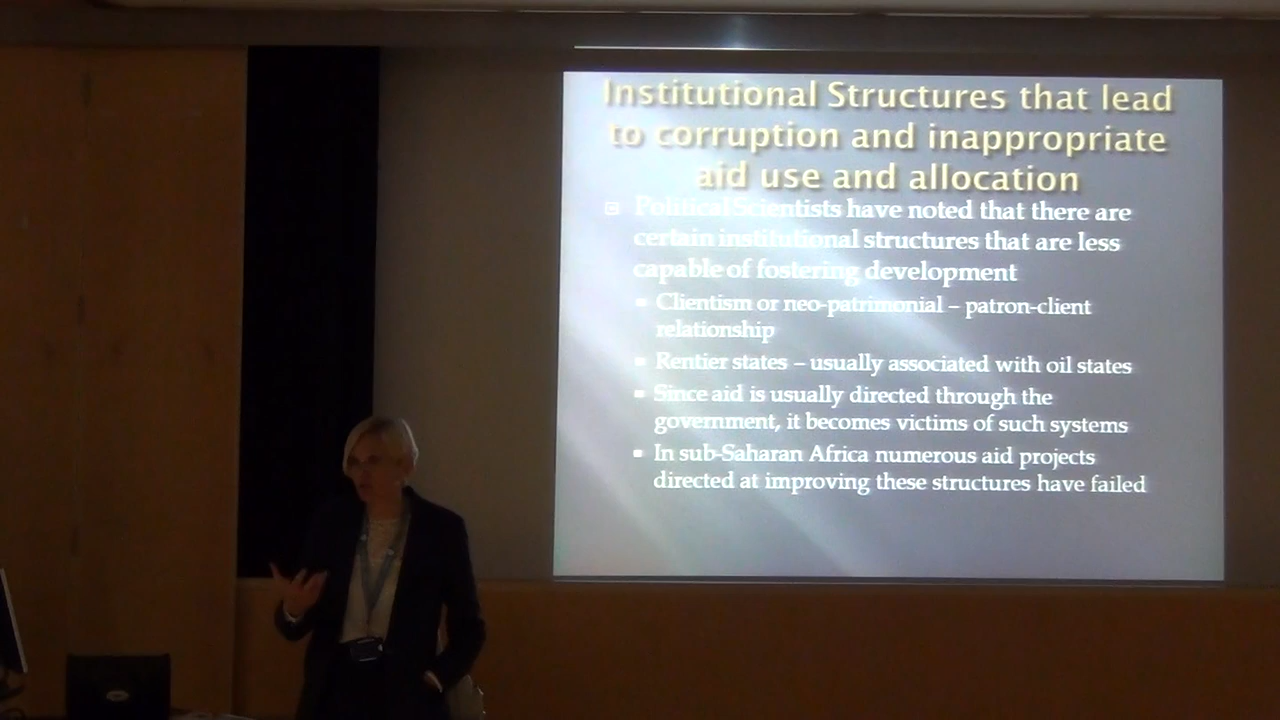 Institutional Structures that lead
to corruption and inappropriate
aid use and allocation
Political Scientists have noted that there are
certain institutional structures that are less
capable of fostering development
Clientism or neo-patrimonial – patron-client
relationship
Rentier states – usually associated with oil states
Since aid is usually directed through the
government, it becomes victims of such systems
In sub-Saharan Africa numerous aid projects
directed at improving these structures have failed